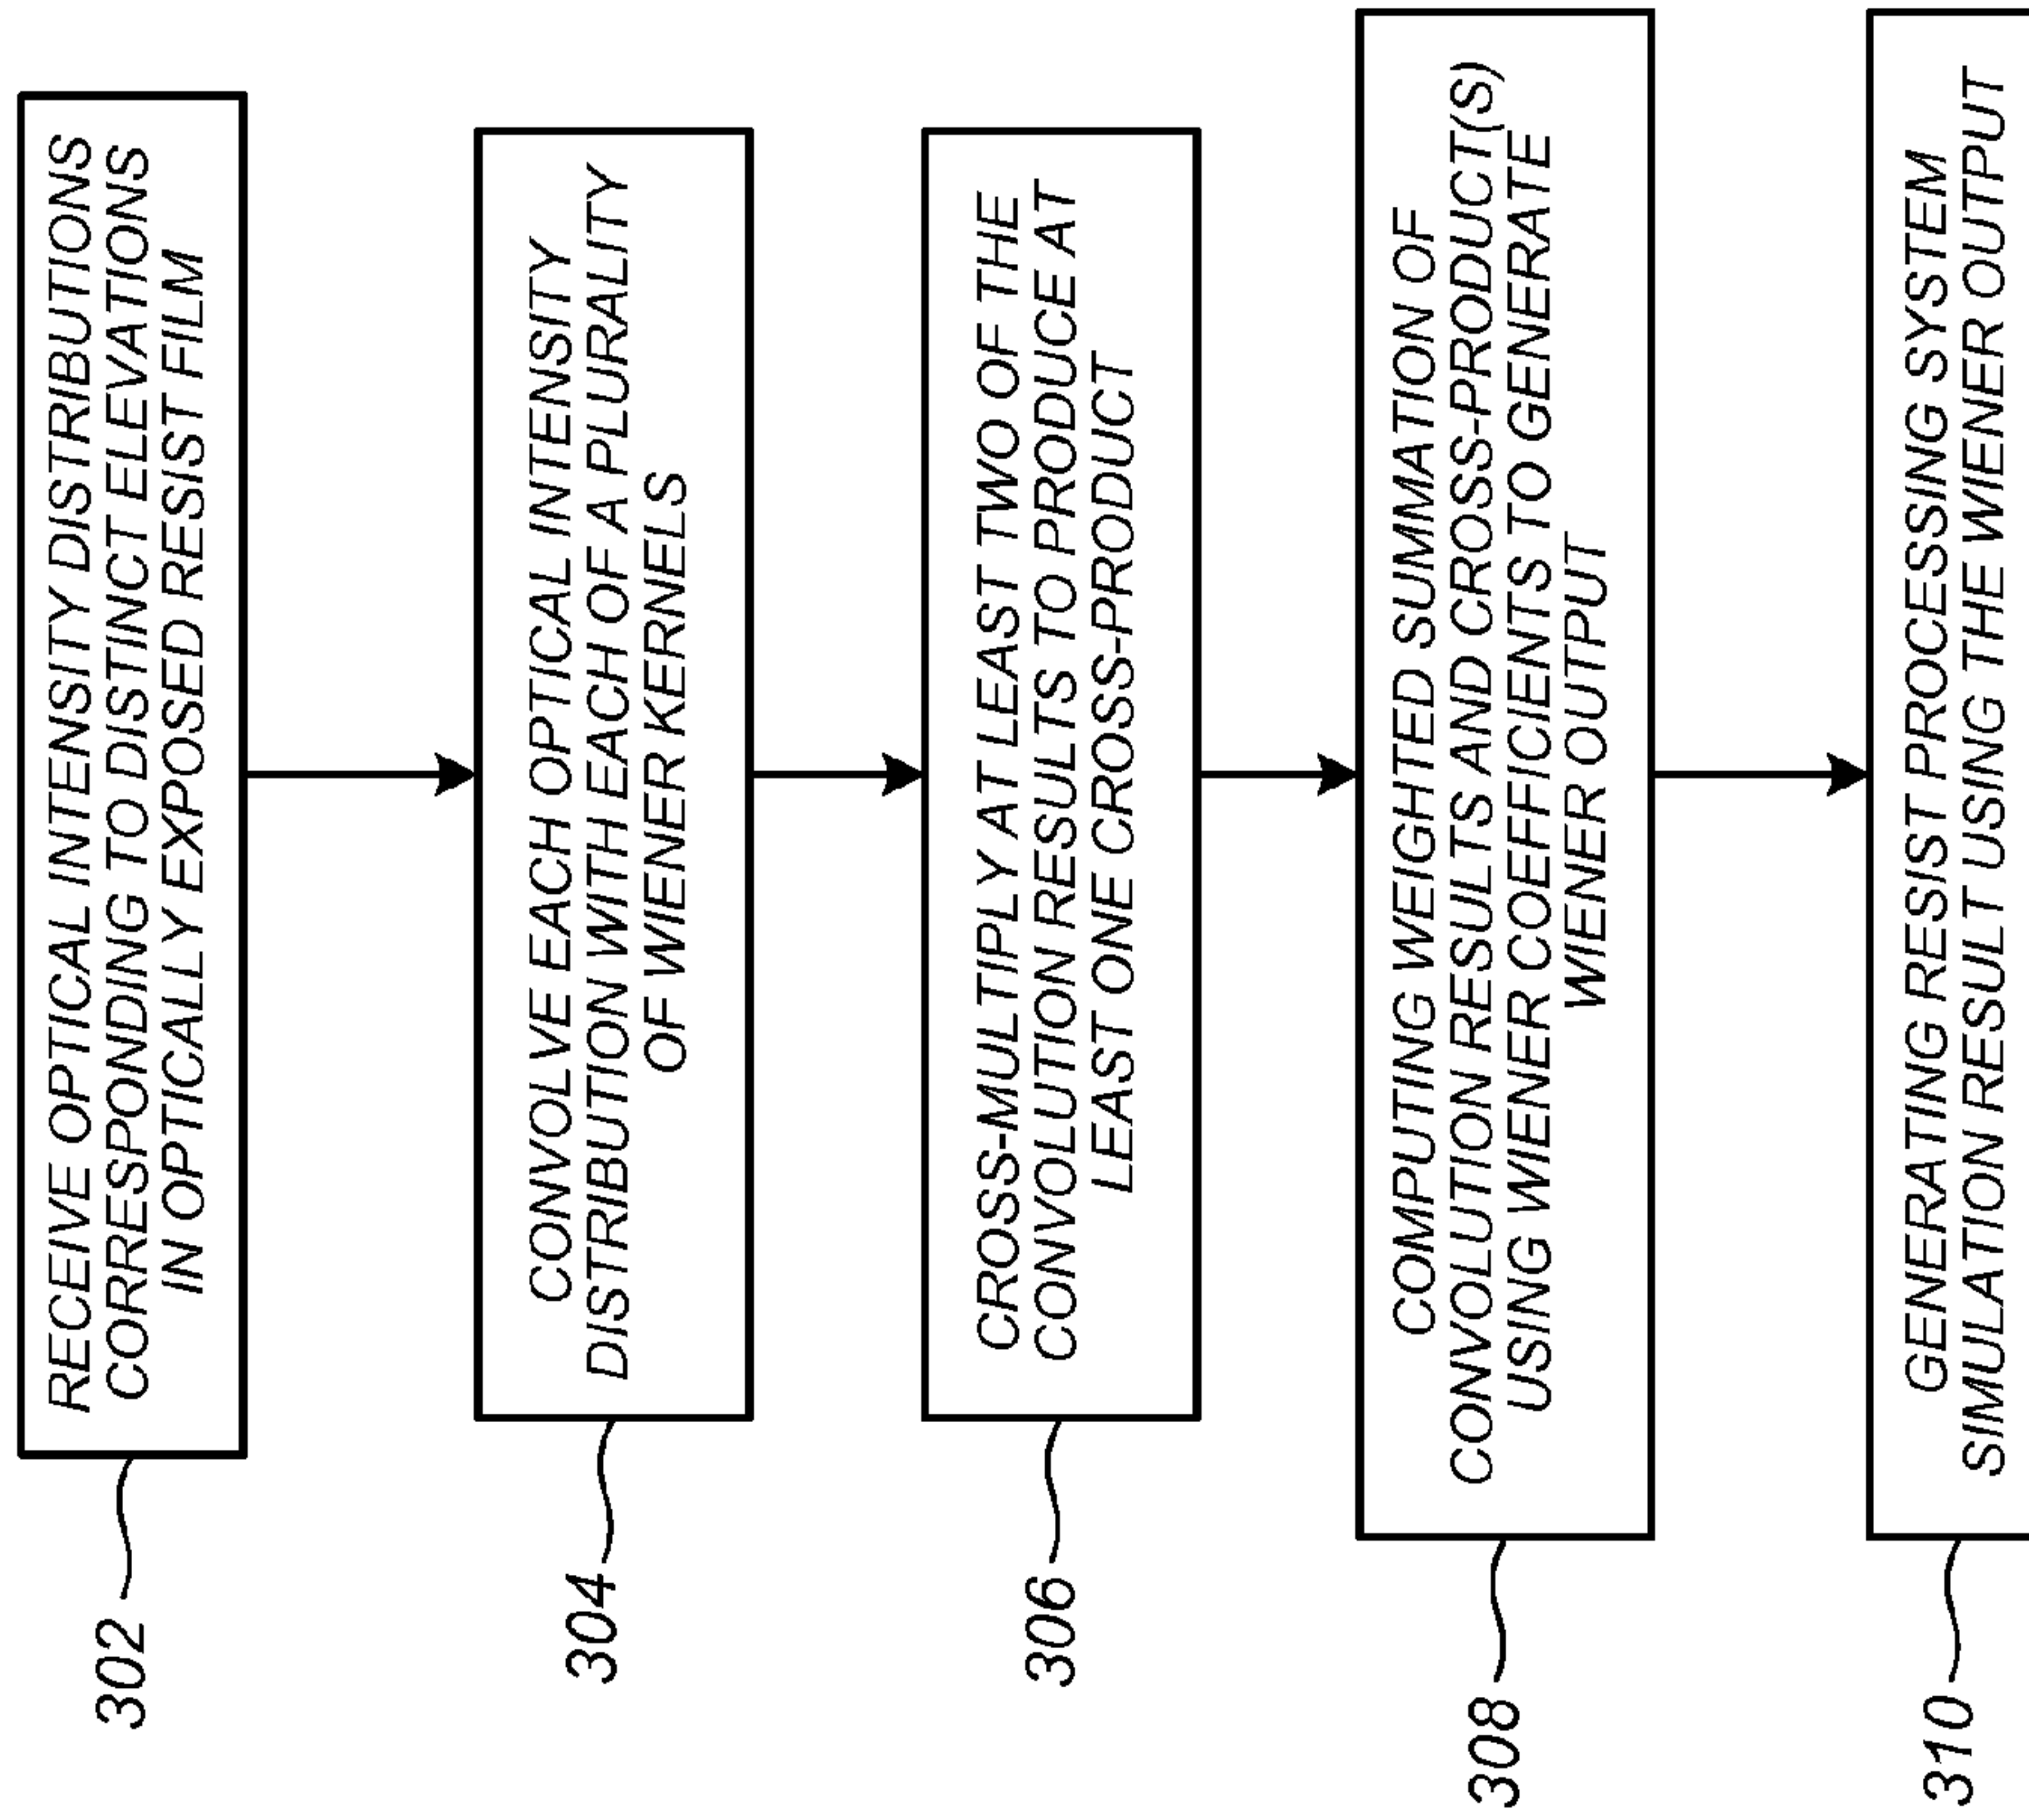 302
RECEIVE OPTICAL INTENSITY DISTRIBUTIONS
CORRESPONDING TO DISTINCT ELEVATIONS
IN OPTICALLY EXPOSED RESIST FILM
304
CONVOLVE EACH OPTICAL INTENSITY
DISTRIBUTION WITH EACH OF A PLURALITY
OF WIENER KERNELS
306
CROSS-MULTIPLY AT LEAST TWO OF THE
CONVOLUTION RESULTS TO PRODUCE AT
LEAST ONE CROSS-PRODUCT
308
COMPUTING WEIGHTED SUMMATION OF
CONVOLUTION RESULTS AND CROSS-PRODUCT(S)
USING WIENER COEFFICIENTS TO GENERATE
WIENER OUTPUT
310
GENERATING RESIST PROCESSING SYSTEM
SIMULATION RESULT USING THE WIENER OUTPUT